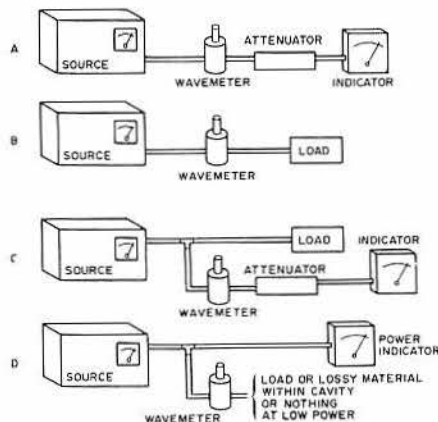 A
SOURCE
WAVEMETER
ATTENUATOR
INDICATOR
B
SOURCE
WAVEMETER
LOAD
C
SOURCE
LOAD
INDICATOR
WAVEMETER
ATTENUATOR
D
SOURCE
POWER
INDICATOR
WAVEMETER
LOAD OR LOSSY MATERIAL
WITHIN CAVITY
OR NOTHING
AT LOW POWER